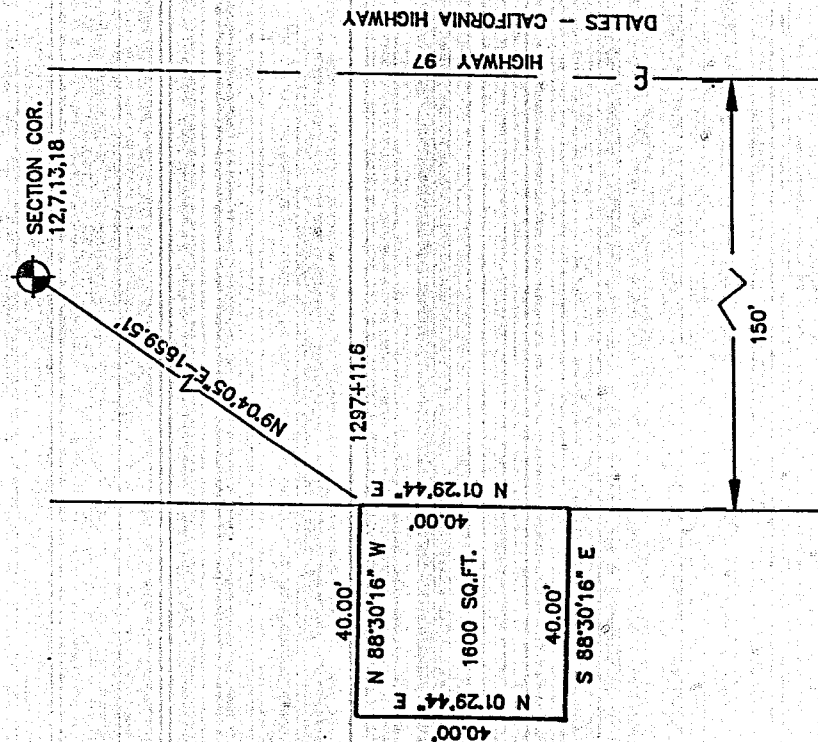 DALLES – CALIFORNIA HIGHWAY
HIGHWAY 97
℄
SECTION COR.
12,7,13,18
N9°04'05"E–1659.51'
1297+11.6
N 01°29'44" E
40.00'
40.00'
N 88°30'16" W
1600 SQ.FT.
N 01°29'44" E
40.00'
40.00'
S 88°30'16" E
150'